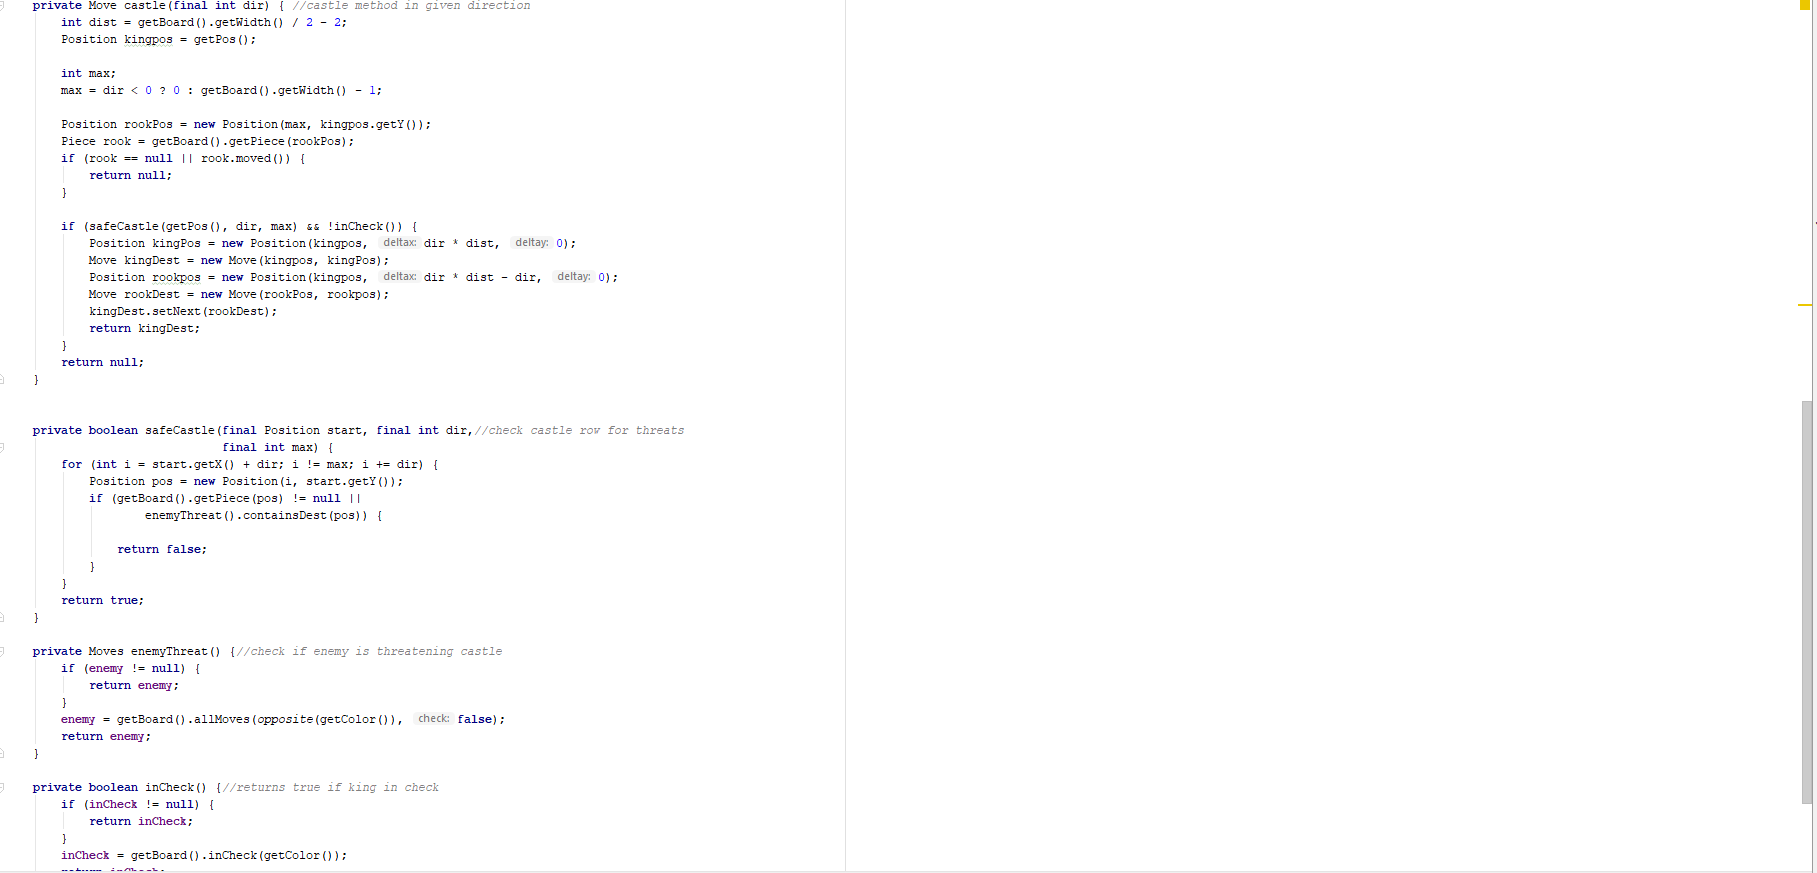 private Move castle(final int dir) { //castle method in given direction
int dist = getBoard().getWidth() / 2 - 2;
Position kingpos = getPos();
int max;
max = dir < 0 ? 0 : getBoard().getWidth() - 1;
Position rookPos = new Position(max, kingpos.getY());
Piece rook = getBoard().getPiece(rookPos);
if (rook == null || rook.moved()) {
return null;
}
if (safeCastle(getPos(), dir, max) && !inCheck()) {
Position kingPos = new Position(kingpos, deltax: dir * dist, deltay: 0);
Move kingDest = new Move(kingpos, kingPos);
Position rookpos = new Position(kingpos, deltax: dir * dist - dir, deltay: 0);
Move rookDest = new Move(rookPos, rookpos);
kingDest.setNext(rookDest);
return kingDest;
}
return null;
}
private boolean safeCastle(final Position start, final int dir,//check castle row for threats
final int max) {
for (int i = start.getX() + dir; i != max; i += dir) {
Position pos = new Position(i, start.getY());
if (getBoard().getPiece(pos) != null ||
enemyThreat().containsDest(pos)) {
return false;
}
}
return true;
}
private Moves enemyThreat() {//check if enemy is threatening castle
if (enemy != null) {
return enemy;
}
enemy = getBoard().allMoves(opposite(getColor()), check: false);
return enemy;
}
private boolean inCheck() {//returns true if king in check
if (inCheck != null) {
return inCheck;
}
inCheck = getBoard().inCheck(getColor());